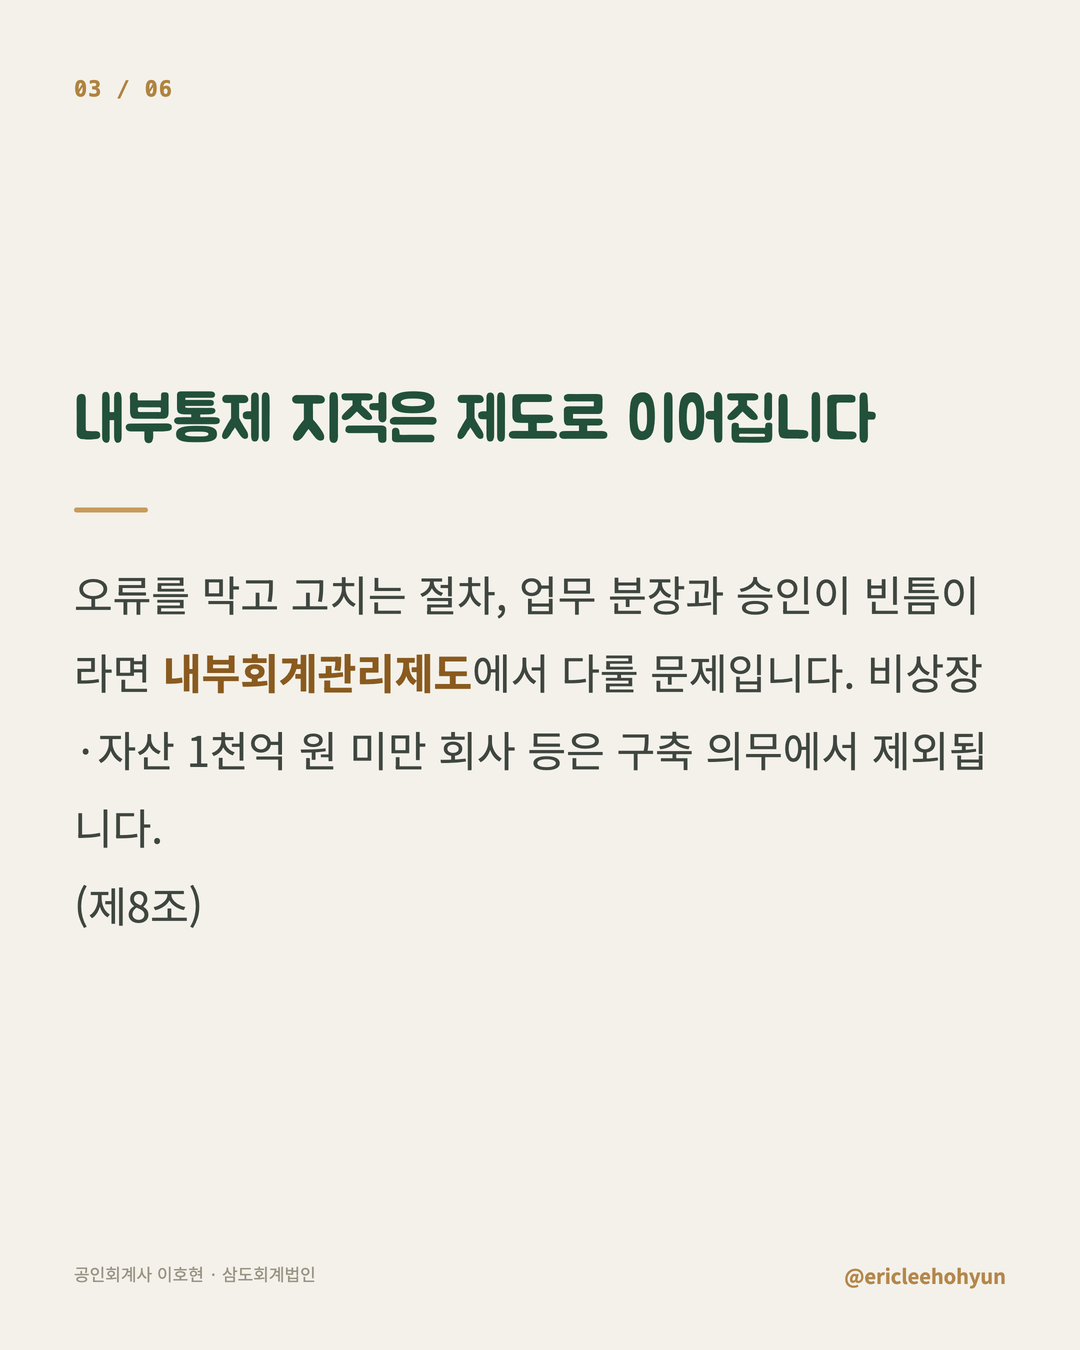 03 / 06
내부통제 지적은 제도로 이어집니다
오류를 막고 고치는 절차, 업무 분장과 승인이 빈틈이
라면 내부회계관리제도에서 다룰 문제입니다. 비상장
·자산 1천억 원 미만 회사 등은 구축 의무에서 제외됩
니다.
(제8조)
공인회계사 이호현 · 삼도회계법인
@ericleehohyun